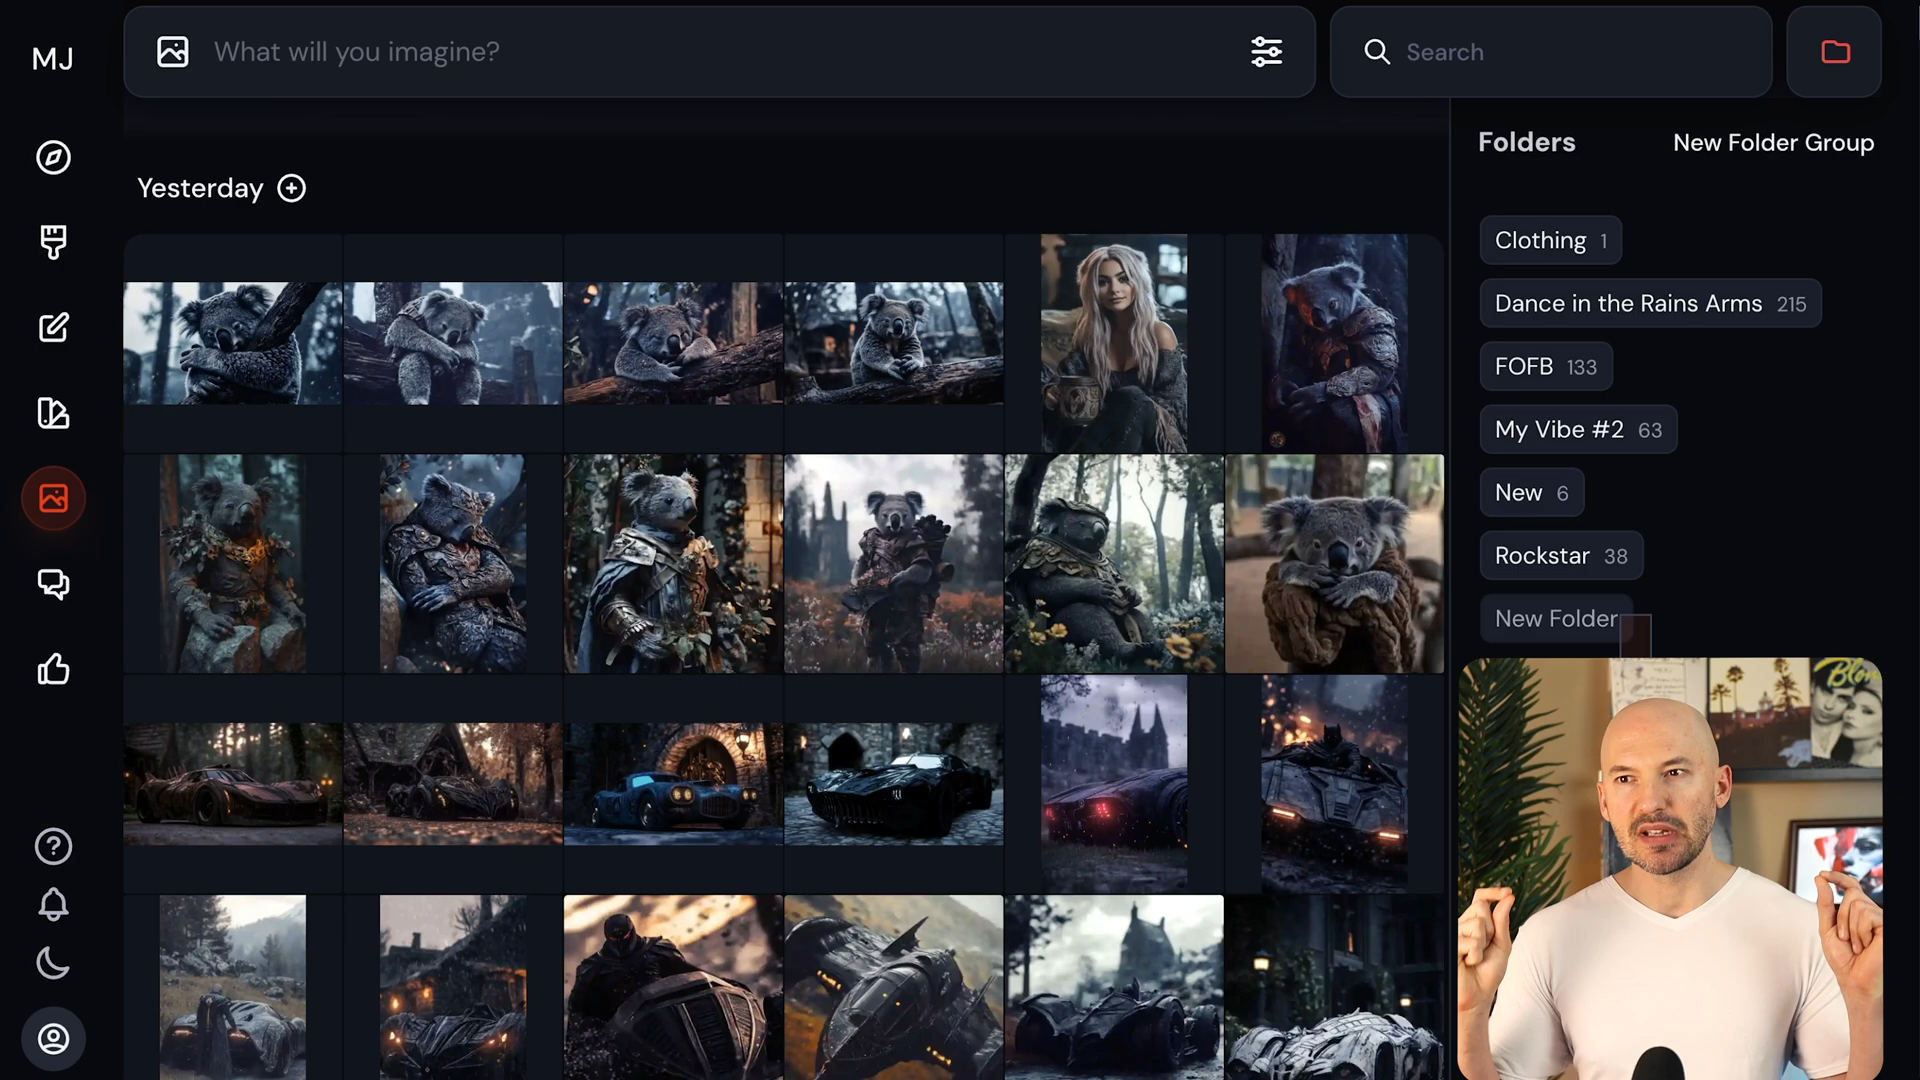 MJ
What will you imagine?
Search
Yesterday
Folders
New Folder Group
Clothing 1
Dance in the Rains Arms 215
FOFB 133
My Vibe #2 63
New 6
Rockstar 38
New Folder
Blon